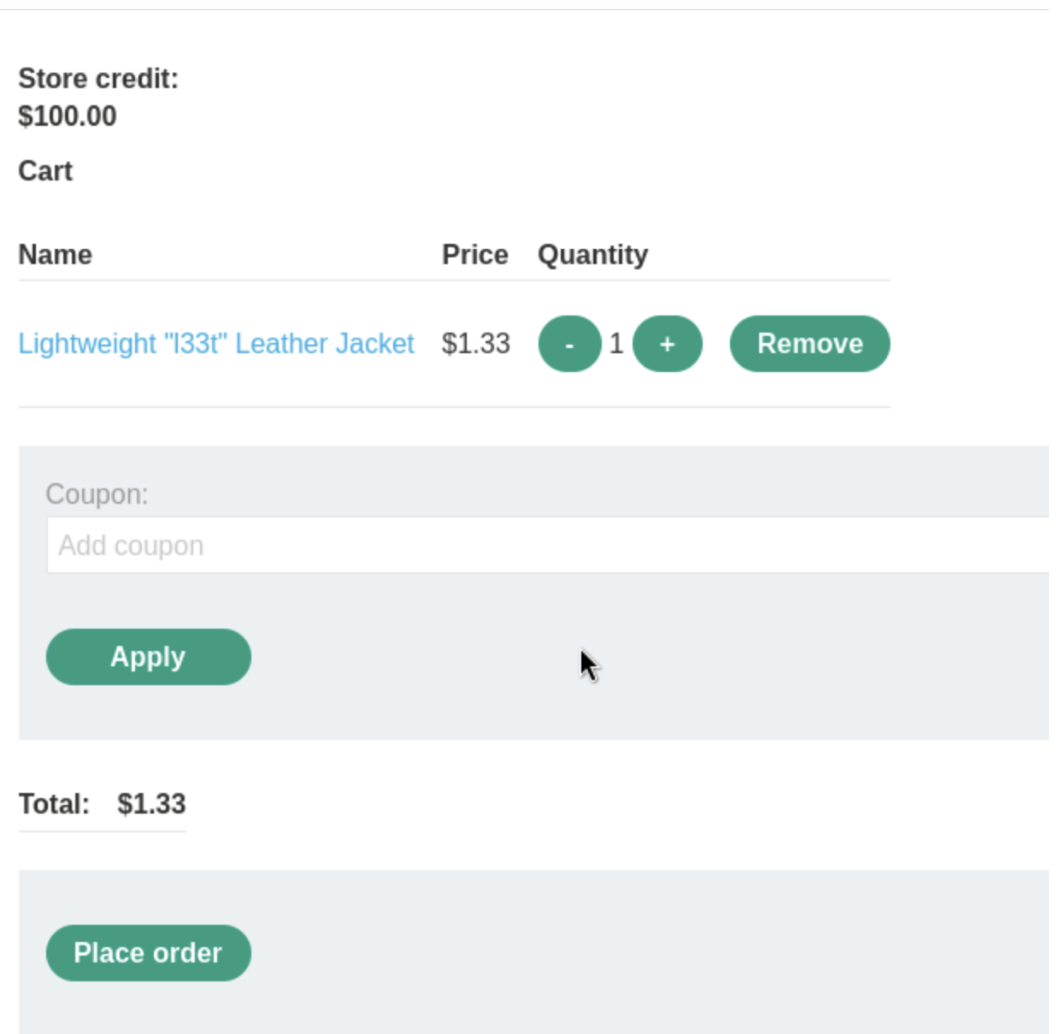 Store credit:
$100.00
Cart
Name Price Quantity
Lightweight "l33t" Leather Jacket $1.33 - 1 + Remove
Coupon:
Add coupon
Apply
Total: $1.33
Place order